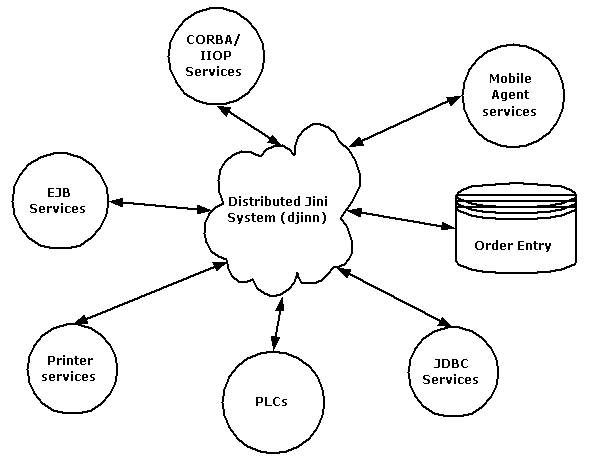 CORBA/
IIOP
Services
Mobile
Agent
services
EJB
Services
Distributed Jini
System (djinn)
Order Entry
Printer
services
PLCs
JDBC
Services